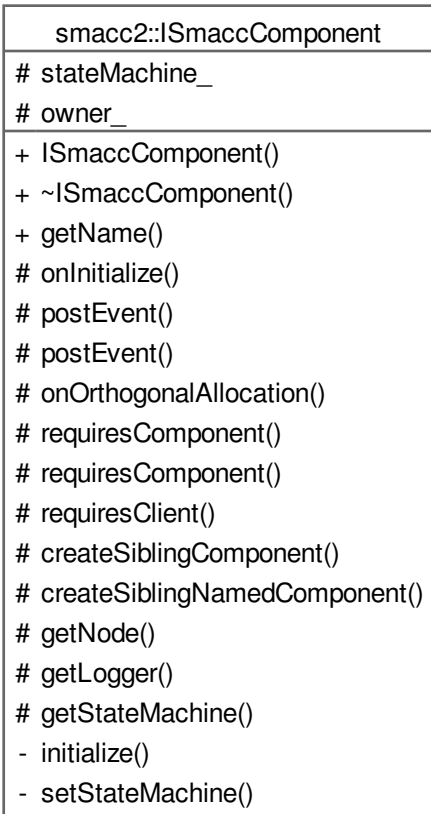 smacc2::ISmaccComponent
# stateMachine_
# owner_
+ ISmaccComponent()
+ ~ISmaccComponent()
+ getName()
# onInitialize()
# postEvent()
# postEvent()
# onOrthogonalAllocation()
# requiresComponent()
# requiresComponent()
# requiresClient()
# createSiblingComponent()
# createSiblingNamedComponent()
# getNode()
# getLogger()
# getStateMachine()
- initialize()
- setStateMachine()